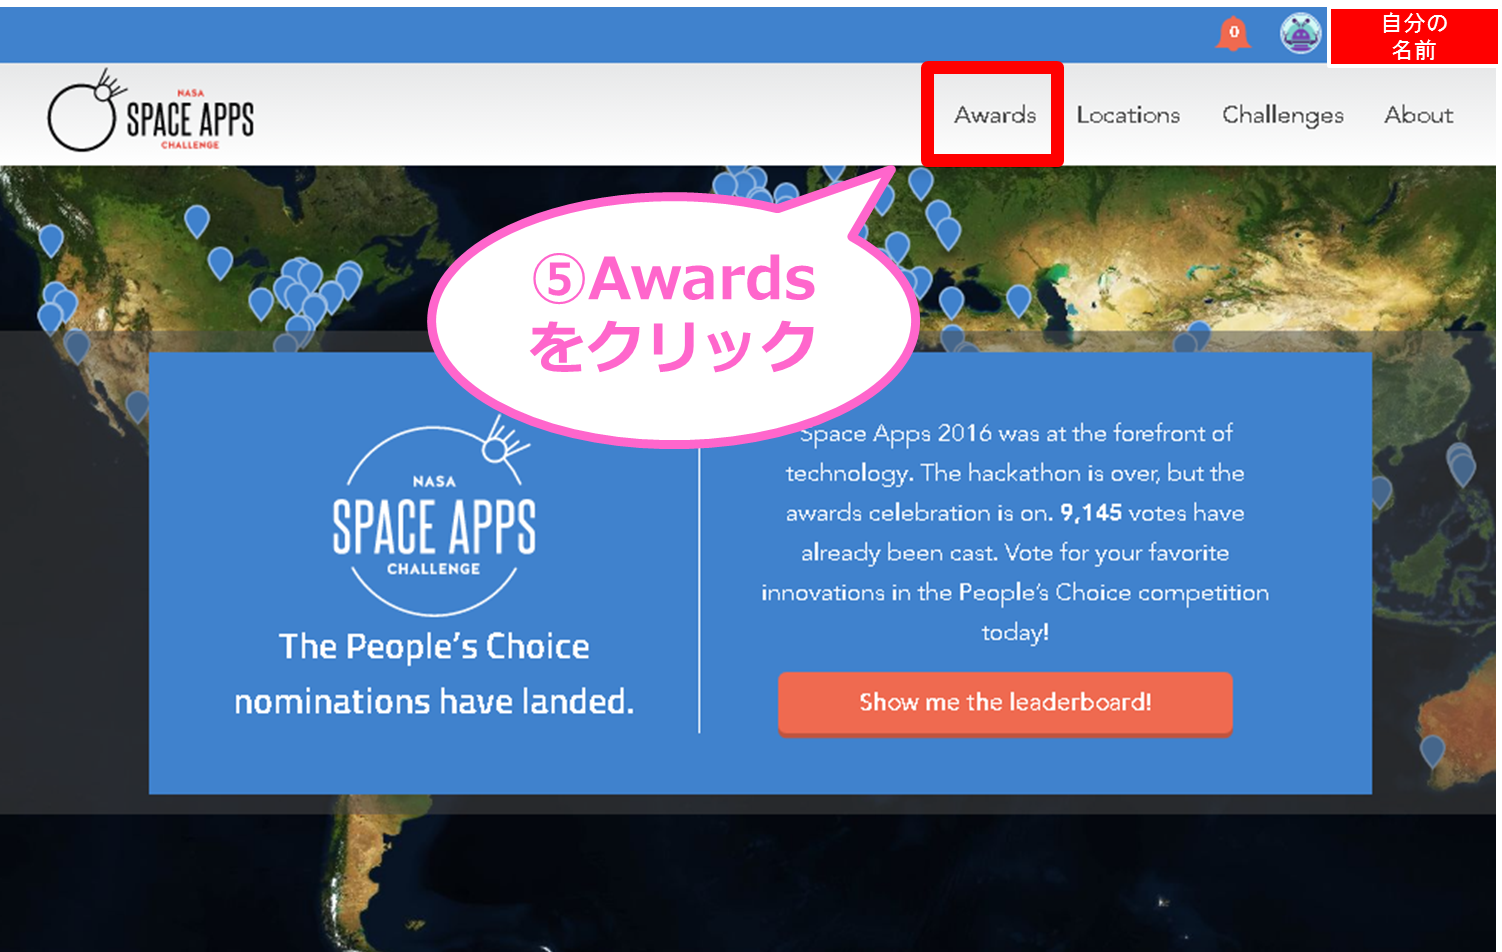 0
自分の
名前
NASA
SPACE APPS
CHALLENGE
Awards
Locations
Challenges
About
⑤Awards
をクリック
NASA
SPACE APPS
CHALLENGE
The People's Choice
nominations have landed.
Space Apps 2016 was at the forefront of
technology. The hackathon is over, but the
awards celebration is on. 9,145 votes have
already been cast. Vote for your favorite
innovations in the People's Choice competition
today!
Show me the leaderboard!